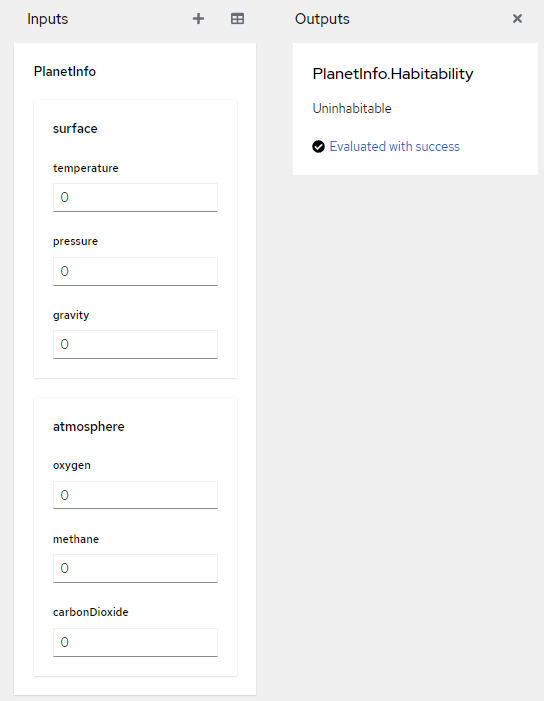 Inputs
PlanetInfo
surface
temperature
0
pressure
0
gravity
0
atmosphere
oxygen
0
methane
0
carbonDioxide
0
Outputs
PlanetInfo.Habitability
Uninhabitable
Evaluated with success